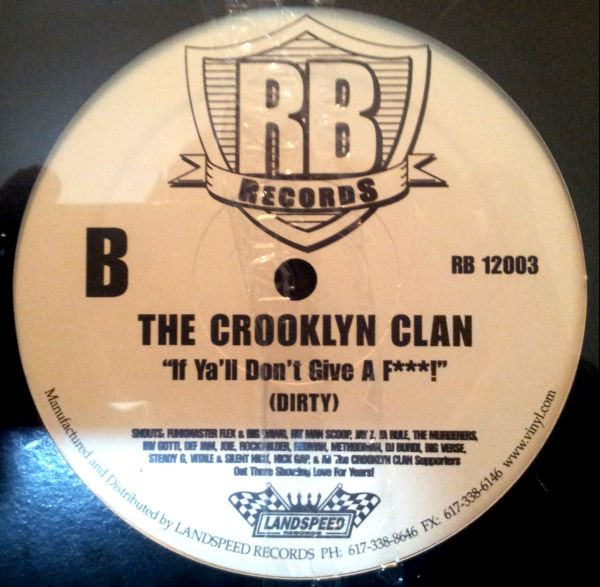 RB
RECORDS
B
RB 12003
THE CROOKLYN CLAN
"If Ya'll Don't Give A F***!"
(DIRTY)
SHOUTS: FUNKMASTER FLEX & BIG FAT MAN SCOOP, JAY Z, JA RULE, THE MURDERERS,
IRV GOTTI, DEF JAM, JOE, ROCKWILDER, REDMAN, METHODMAN, DJ BIG VERSE,
STEADY G, VITALE & SILENT NICK, NICK GAP, & All The CROOKLYN CLAN Supporters
Out There Showing Love For Years!
LANDSPEED
RECORDS
Manufactured and Distributed by LANDSPEED RECORDS PH: 617-338-8646 FX: 617-338-6146 www.vinyl.com